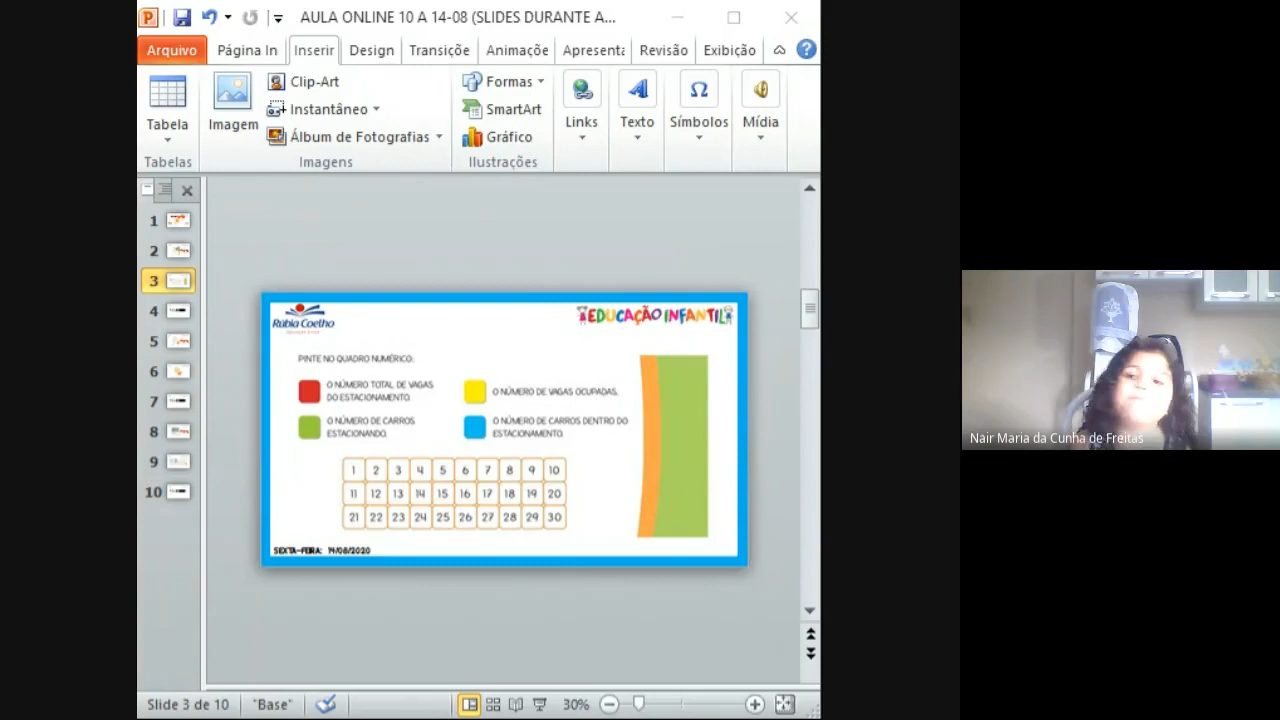 AULA ONLINE 10 A 14-08 (SLIDES DURANTE A...
Arquivo Página In Inserir Design Transiçõe Animaçõe Apresenta Revisão Exibição
Tabela
Tabelas
Imagem
Clip-Art
Instantâneo
Álbum de Fotografias
Imagens
Formas
SmartArt
Gráfico
Ilustrações
Links
Texto
Símbolos
Mídia
1
2
3
4
5
6
7
8
9
10
Rúbia Coelho
EDUCAÇÃO INFANTIL
PINTE NO QUADRO NUMÉRICO:
O NÚMERO TOTAL DE VAGAS
DO ESTACIONAMENTO.
O NÚMERO DE VAGAS OCUPADAS.
O NÚMERO DE CARROS
ESTACIONANDO.
O NÚMERO DE CARROS DENTRO DO
ESTACIONAMENTO.
1 2 3 4 5 6 7 8 9 10
11 12 13 14 15 16 17 18 19 20
21 22 23 24 25 26 27 28 29 30
SEXTA-FEIRA: 14/08/2020
Slide 3 de 10 "Base" 30%
Nair Maria da Cunha de Freitas